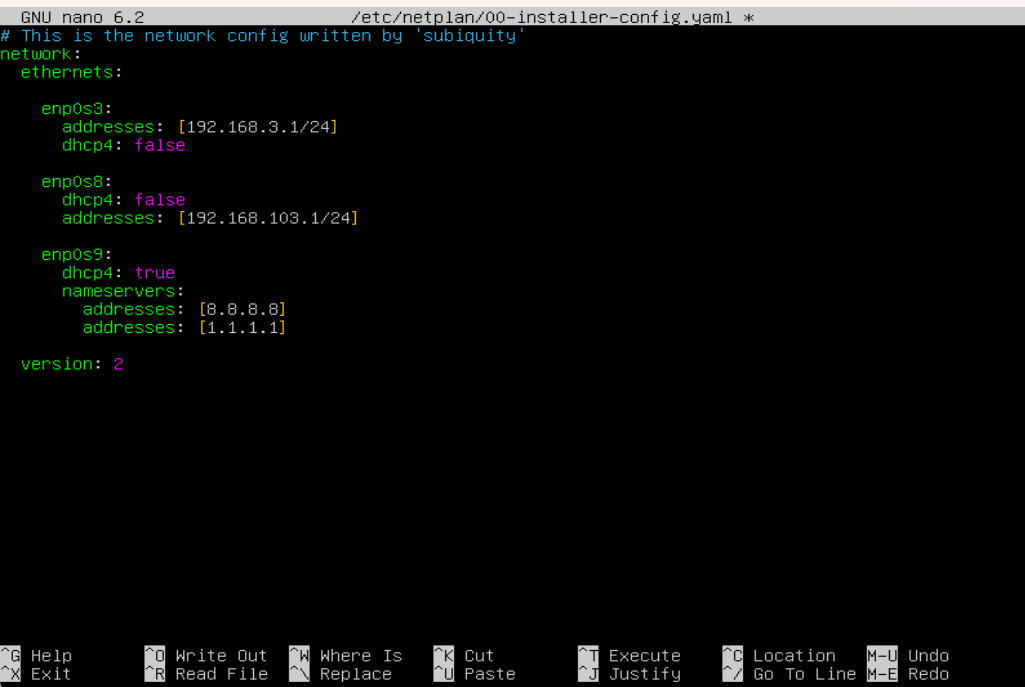 GNU nano 6.2 /etc/netplan/00-installer-config.yaml *
# This is the network config written by 'subiquity'
network:
  ethernets:

    enp0s3:
      addresses: [192.168.3.1/24]
      dhcp4: false

    enp0s8:
      dhcp4: false
      addresses: [192.168.103.1/24]

    enp0s9:
      dhcp4: true
      nameservers:
        addresses: [8.8.8.8]
        addresses: [1.1.1.1]

  version: 2

^G Help ^O Write Out ^W Where Is ^K Cut ^T Execute ^C Location M-U Undo
^X Exit ^R Read File ^\ Replace ^U Paste ^J Justify ^/ Go To Line M-E Redo